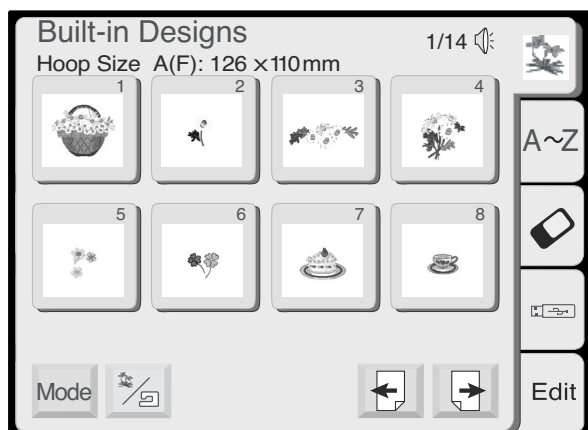 Built-in Designs
1/14
Hoop Size A(F): 126 ×110mm
1 2 3 4
A~Z
5 6 7 8
Mode
Edit